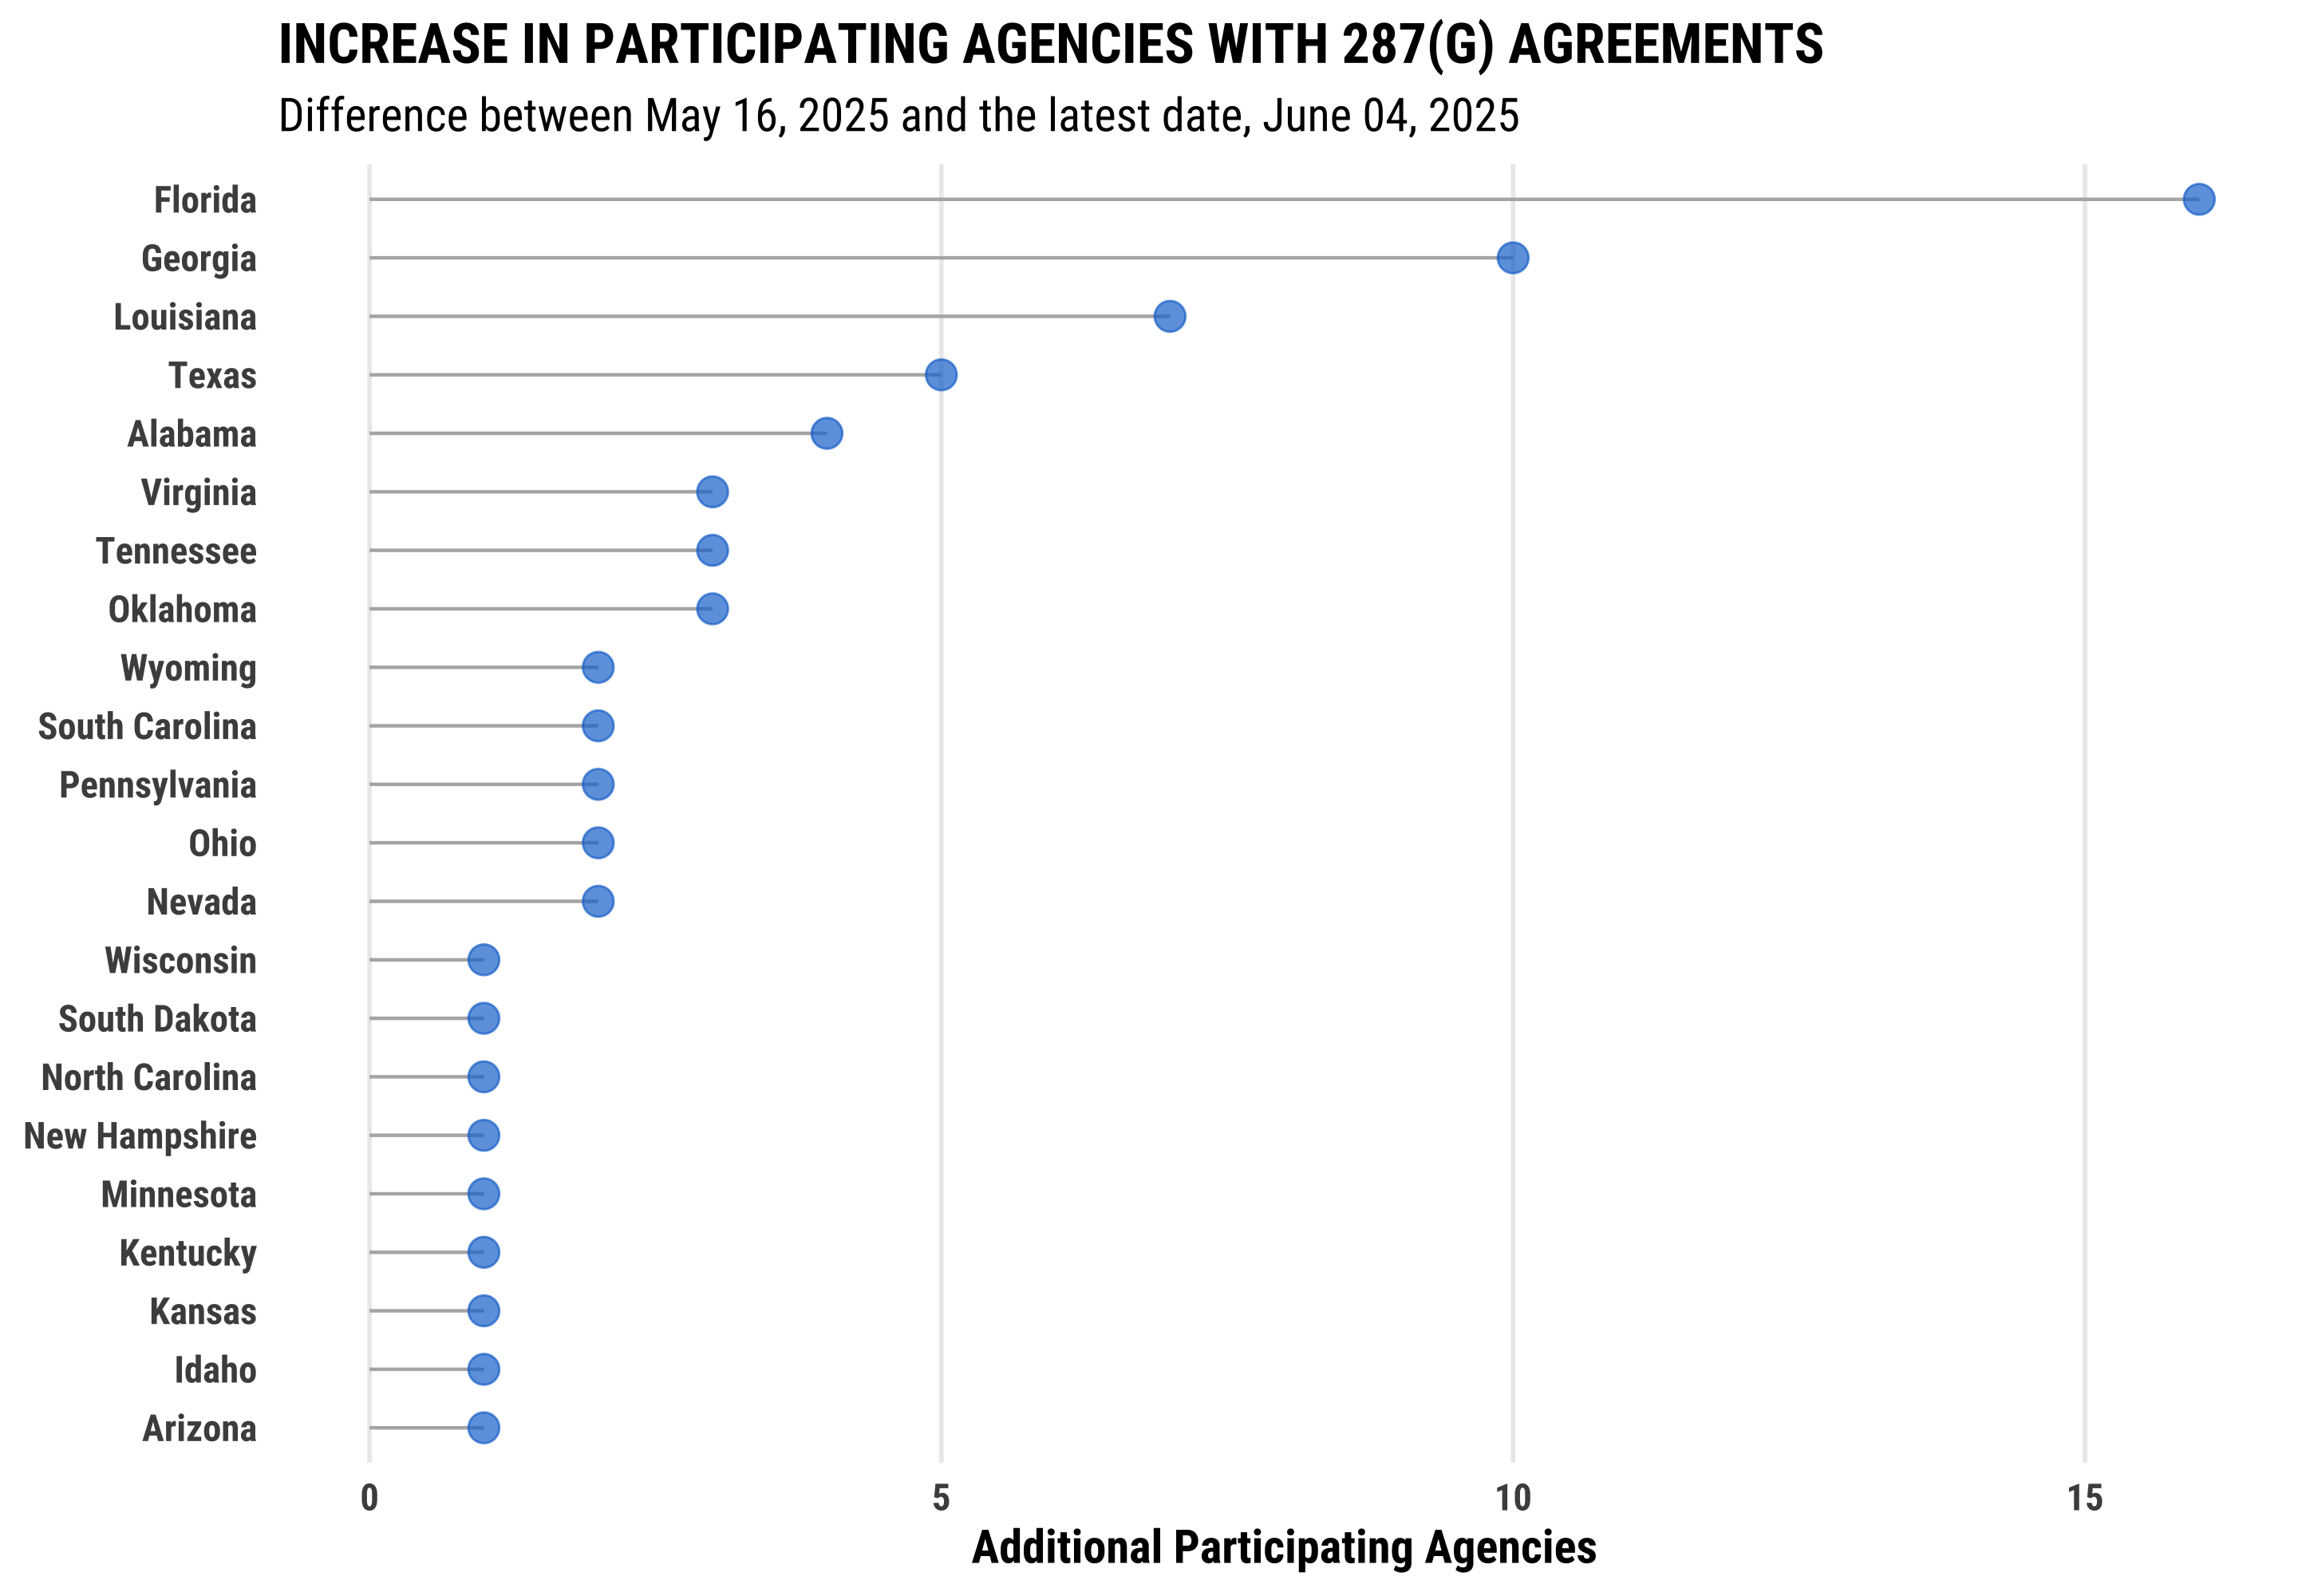 INCREASE IN PARTICIPATING AGENCIES WITH 287(G) AGREEMENTS
Difference between May 16, 2025 and the latest date, June 04, 2025
Florida
Georgia
Louisiana
Texas
Alabama
Virginia
Tennessee
Oklahoma
Wyoming
South Carolina
Pennsylvania
Ohio
Nevada
Wisconsin
South Dakota
North Carolina
New Hampshire
Minnesota
Kentucky
Kansas
Idaho
Arizona
0 5 10 15
Additional Participating Agencies